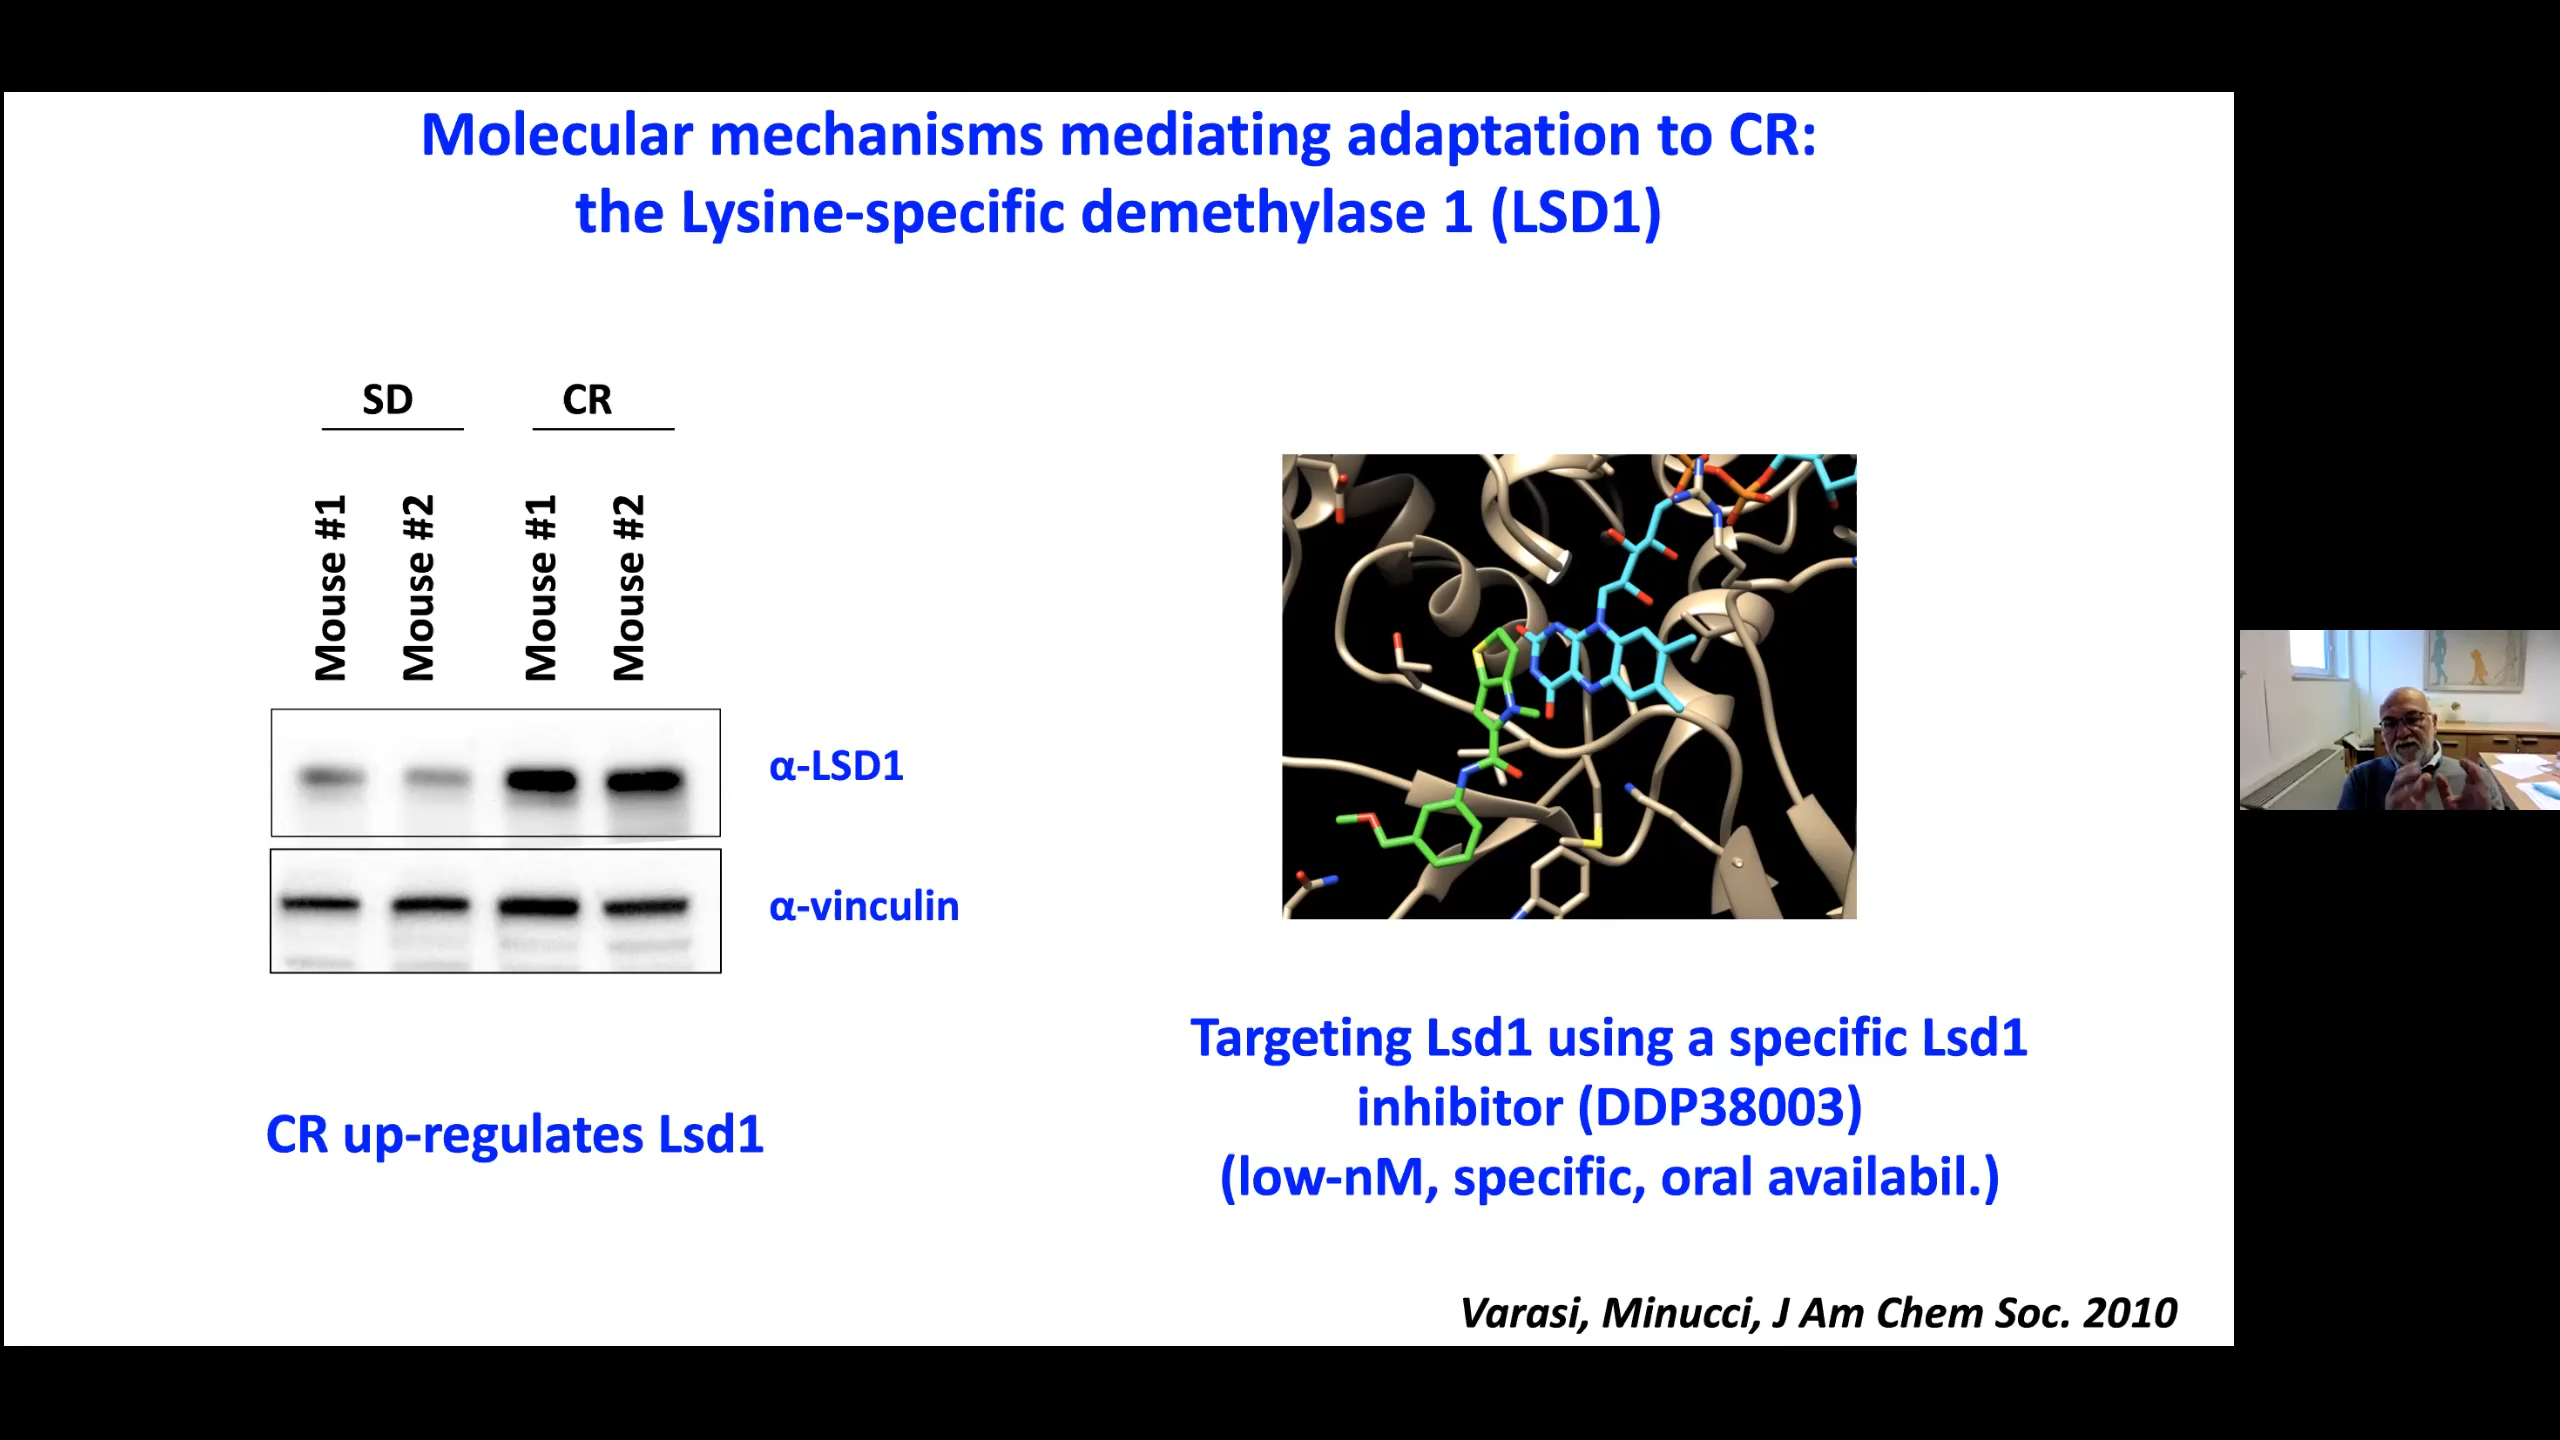 Molecular mechanisms mediating adaptation to CR:
the Lysine-specific demethylase 1 (LSD1)
SD
CR
Mouse #1
Mouse #2
Mouse #1
Mouse #2
α-LSD1
α-vinculin
CR up-regulates Lsd1
Targeting Lsd1 using a specific Lsd1
inhibitor (DDP38003)
(low-nM, specific, oral availabil.)
Varasi, Minucci, J Am Chem Soc. 2010